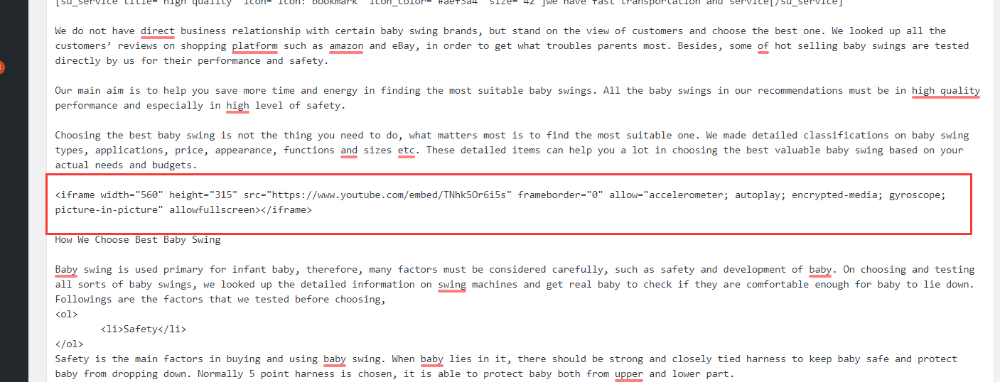 [su_service title="high quality" icon="icon: bookmark" icon_color="#aef3a4" size="42"]we have fast transportation and service[/su_service]
We do not have direct business relationship with certain baby swing brands, but stand on the view of customers and choose the best one. We looked up all the
customers’ reviews on shopping platform such as amazon and eBay, in order to get what troubles parents most. Besides, some of hot selling baby swings are tested
directly by us for their performance and safety.
Our main aim is to help you save more time and energy in finding the most suitable baby swings. All the baby swings in our recommendations must be in high quality
performance and especially in high level of safety.
Choosing the best baby swing is not the thing you need to do, what matters most is to find the most suitable one. We made detailed classifications on baby swing
types, applications, price, appearance, functions and sizes etc. These detailed items can help you a lot in choosing the best valuable baby swing based on your
actual needs and budgets.
<iframe width="560" height="315" src="https://www.youtube.com/embed/TNhk5Or6i5s" frameborder="0" allow="accelerometer; autoplay; encrypted-media; gyroscope;
picture-in-picture" allowfullscreen></iframe>
How We Choose Best Baby Swing
Baby swing is used primary for infant baby, therefore, many factors must be considered carefully, such as safety and development of baby. On choosing and testing
all sorts of baby swings, we looked up the detailed information on swing machines and get real baby to check if they are comfortable enough for baby to lie down.
Followings are the factors that we tested before choosing,
<ol>
<li>Safety</li>
</ol>
Safety is the main factors in buying and using baby swing. When baby lies in it, there should be strong and closely tied harness to keep baby safe and protect
baby from dropping down. Normally 5 point harness is chosen, it is able to protect baby both from upper and lower part.